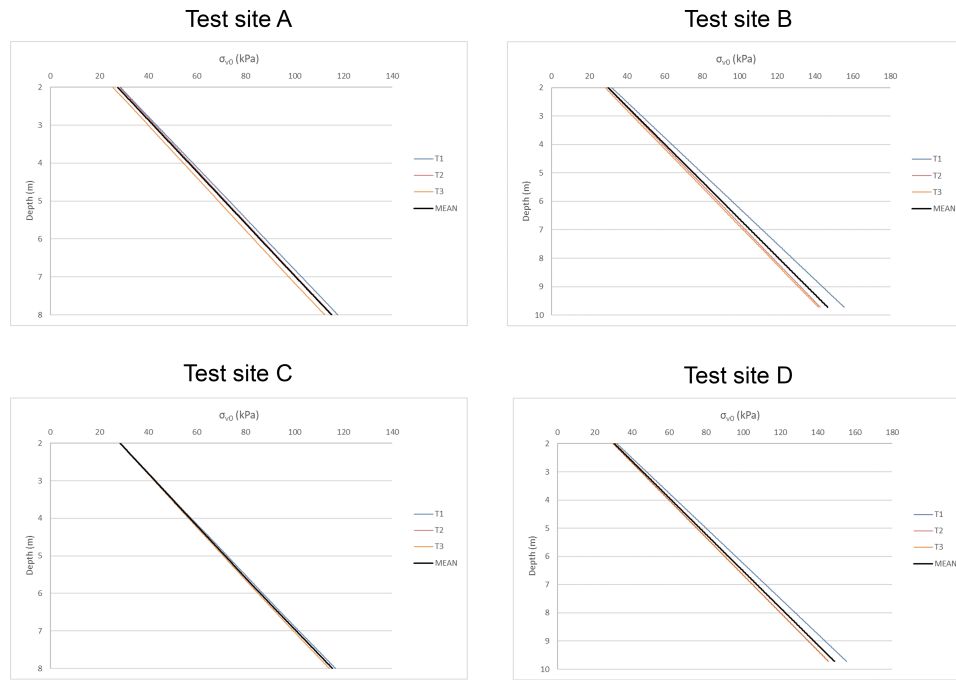 Test site A
σv0 (kPa)
0 20 40 60 80 100 120 140
2
3
4
5
6
7
8
Depth (m)
T1
T2
T3
MEAN
Test site B
σv0 (kPa)
0 20 40 60 80 100 120 140 160 180
2
3
4
5
6
7
8
9
10
Depth (m)
T1
T2
T3
MEAN
Test site C
σv0 (kPa)
0 20 40 60 80 100 120 140
2
3
4
5
6
7
8
Depth (m)
T1
T2
T3
MEAN
Test site D
σv0 (kPa)
0 20 40 60 80 100 120 140 160 180
2
3
4
5
6
7
8
9
10
Depth (m)
T1
T2
T3
MEAN